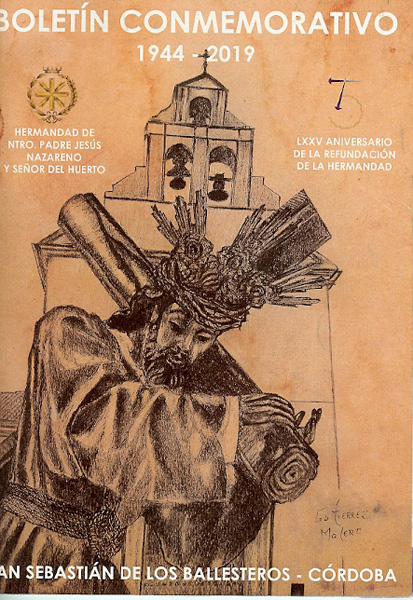 BOLETÍN CONMEMORATIVO
1944 - 2019
HERMANDAD DE
NTRO. PADRE JESÚS
NAZARENO
Y SEÑOR DEL HUERTO
LXXV ANIVERSARIO
DE LA REFUNDACIÓN
DE LA HERMANDAD
AN SEBASTIÁN DE LOS BALLESTEROS - CÓRDOBA